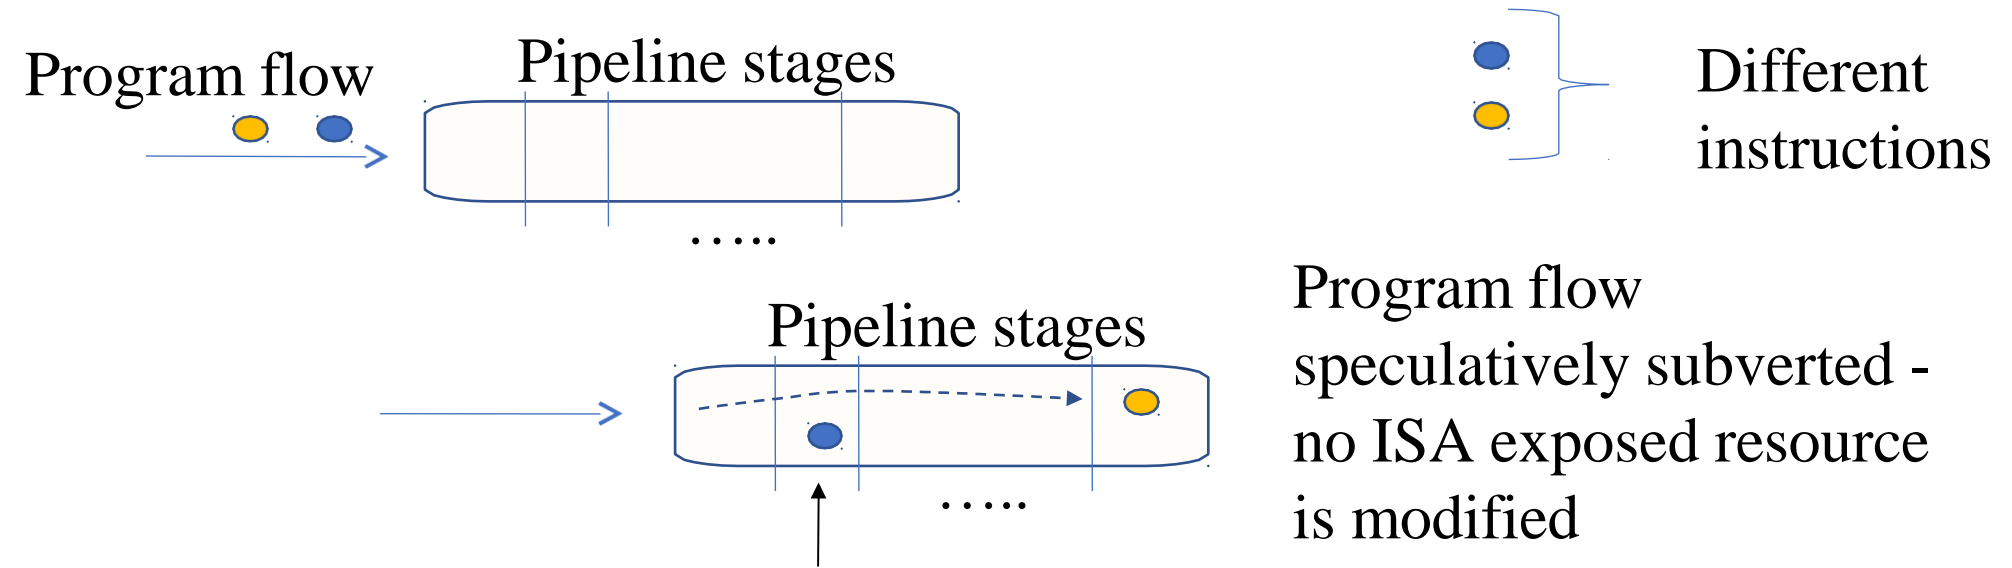 Program flow
Pipeline stages
Different
instructions
.....
Pipeline stages
.....
Program flow
speculatively subverted -
no ISA exposed resource
is modified